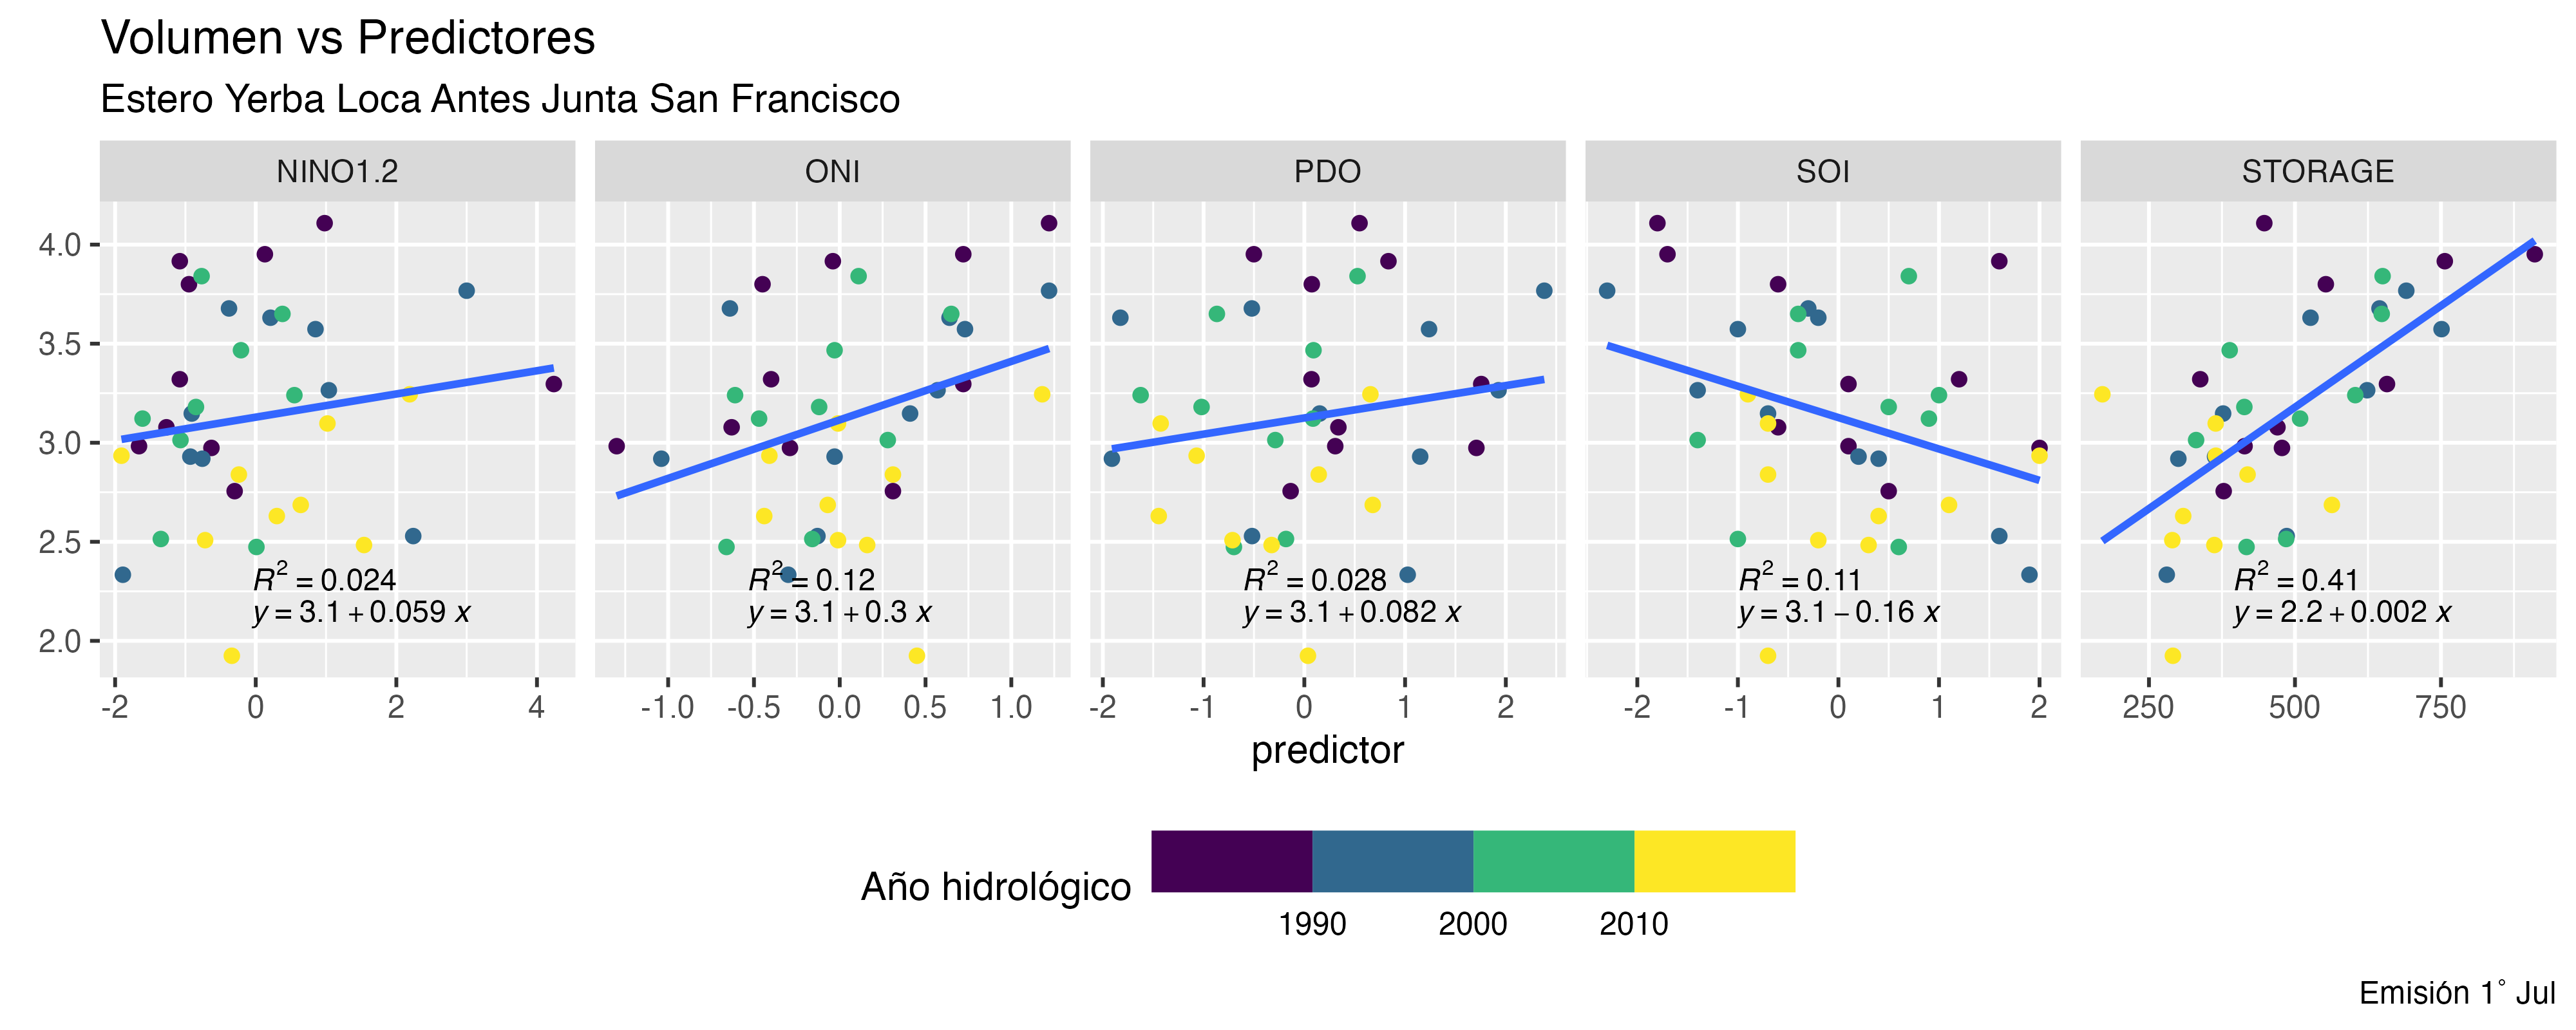 Volumen vs Predictores
Estero Yerba Loca Antes Junta San Francisco
NINO1.2 ONI PDO SOI STORAGE
4.0
3.5
3.0
2.5
2.0
R² = 0.024 R² = 0.12 R² = 0.028 R² = 0.11 R² = 0.41
y = 3.1 + 0.059 x y = 3.1 + 0.3 x y = 3.1 + 0.082 x y = 3.1 − 0.16 x y = 2.2 + 0.002 x
-2 0 2 4 -1.0 -0.5 0.0 0.5 1.0 -2 -1 0 1 2 -2 -1 0 1 2 250 500 750
predictor
Año hidrológico
1990 2000 2010
Emisión 1° Jul